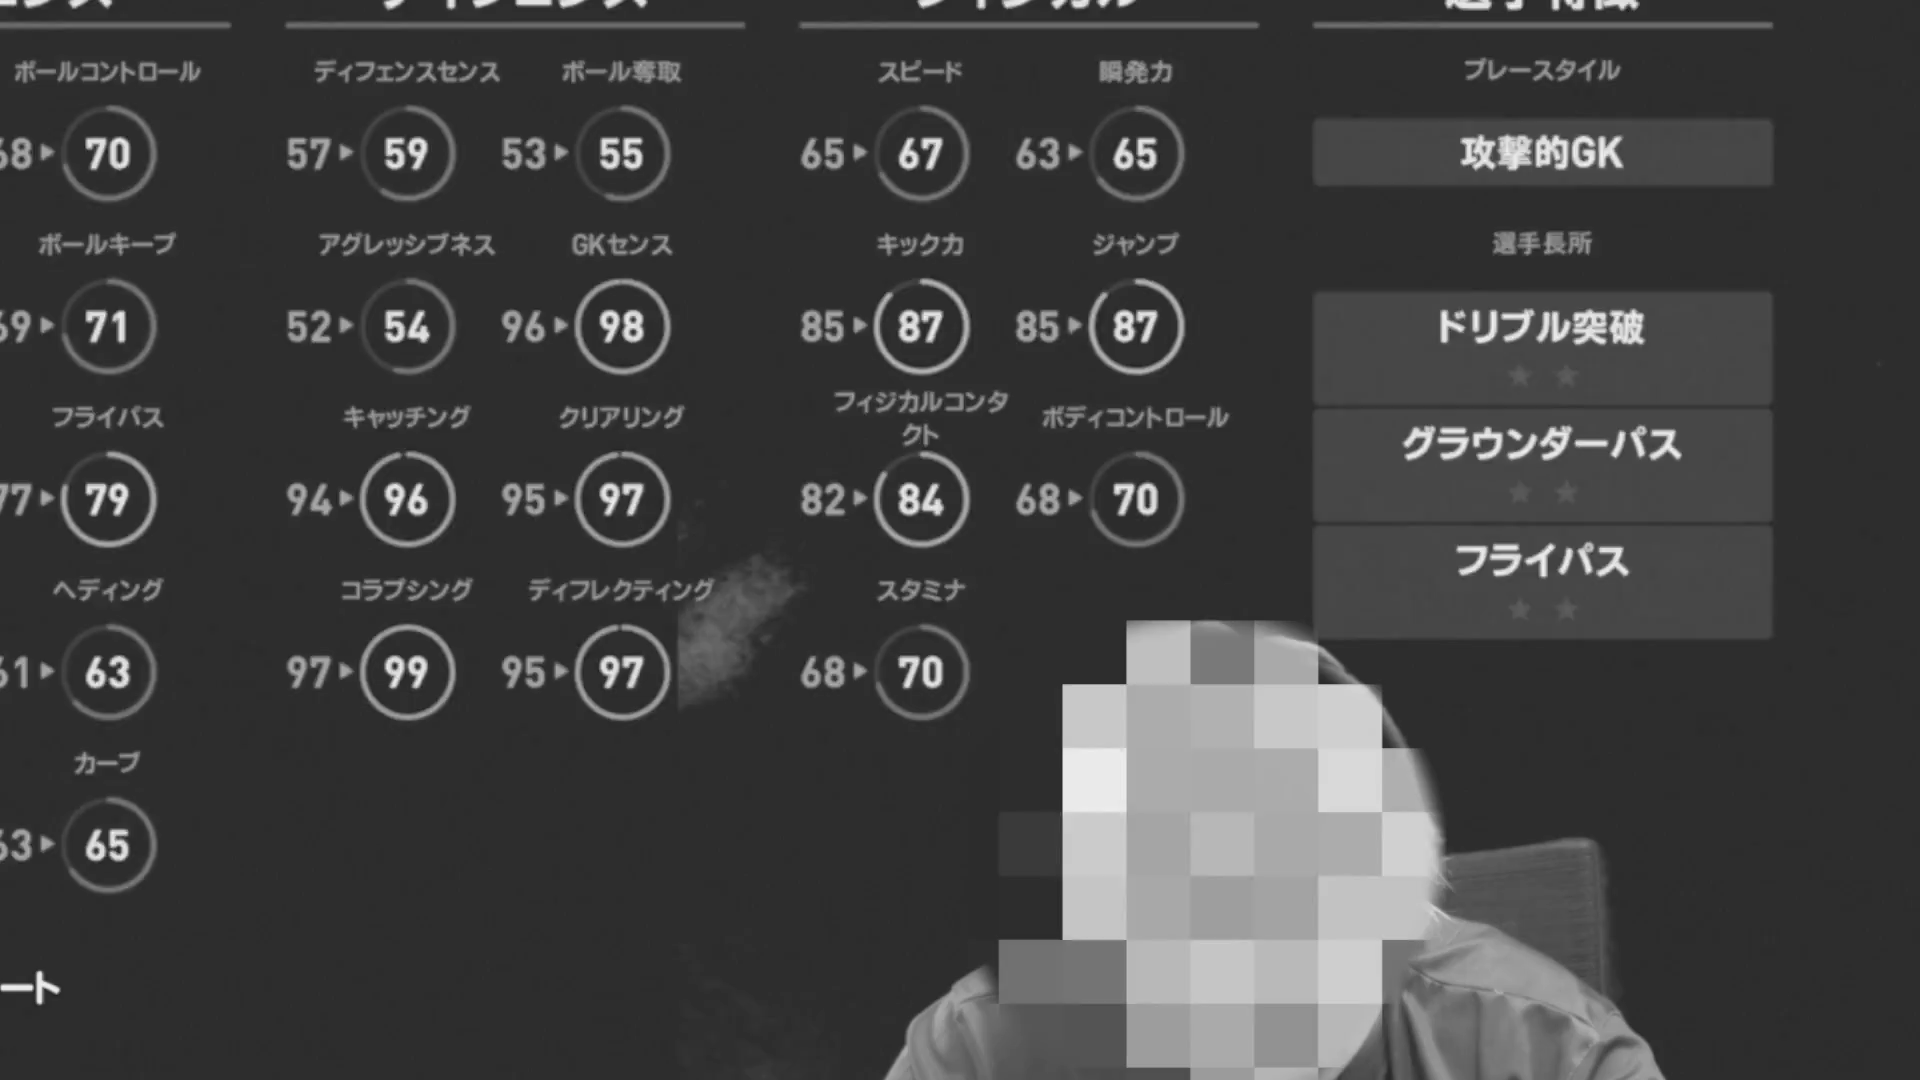 ボールコントロール ディフェンスセンス ボール奪取 スピード 瞬発力 プレースタイル
70 57 59 53 55 65 67 63 65 攻撃的GK
ボールキープ アグレッシブネス GKセンス キック力 ジャンプ 選手長所
71 52 54 96 98 85 87 85 87 ドリブル突破
フライパス キャッチング クリアリング フィジカルコンタ
クト ボディコントロール グラウンダーパス
79 94 96 95 97 82 84 68 70 フライパス
ヘディング コラプシング ディフレクティング スタミナ
63 97 99 95 97 68 70
カーブ
65